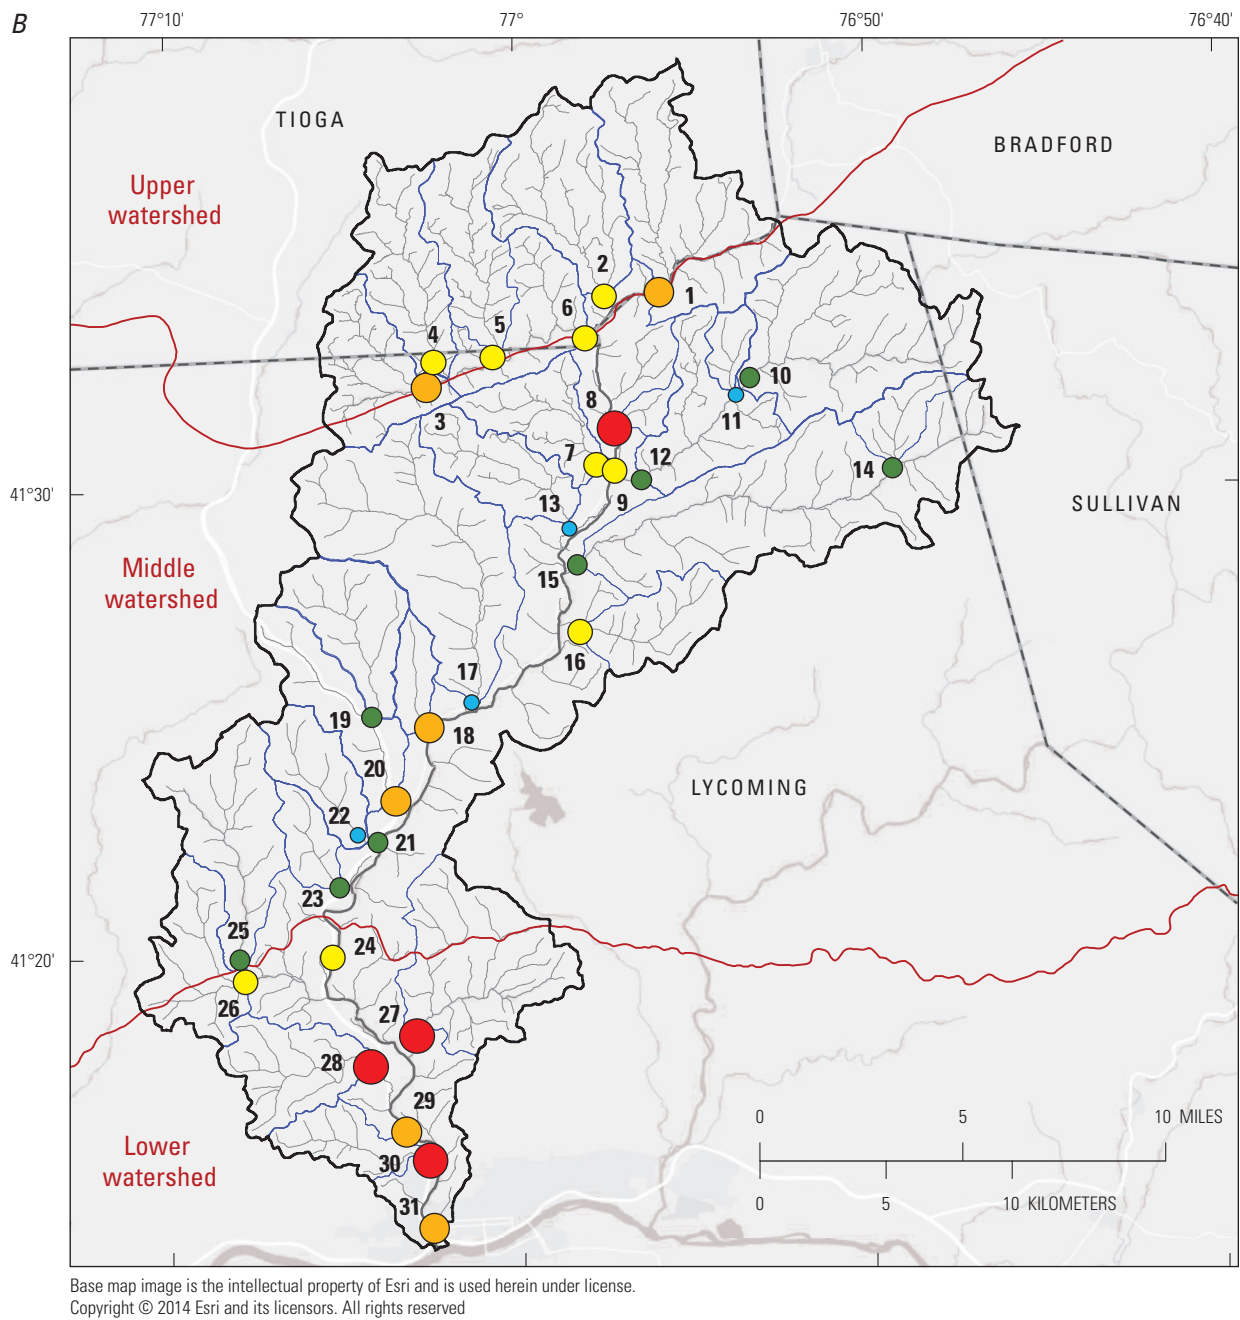 B
77°10' 77° 76°50' 76°40'
TIOGA
BRADFORD
Upper
watershed
2
1
6
5
4
3
8
10
11
7
12
14
9
13
41°30'
SULLIVAN
15
Middle
watershed
16
17
19
18
20
LYCOMING
22
21
23
25
24
41°20'
26
27
28
29
0 5 10 MILES
Lower
watershed
30
31
0 5 10 KILOMETERS
Base map image is the intellectual property of Esri and is used herein under license.
Copyright © 2014 Esri and its licensors. All rights reserved